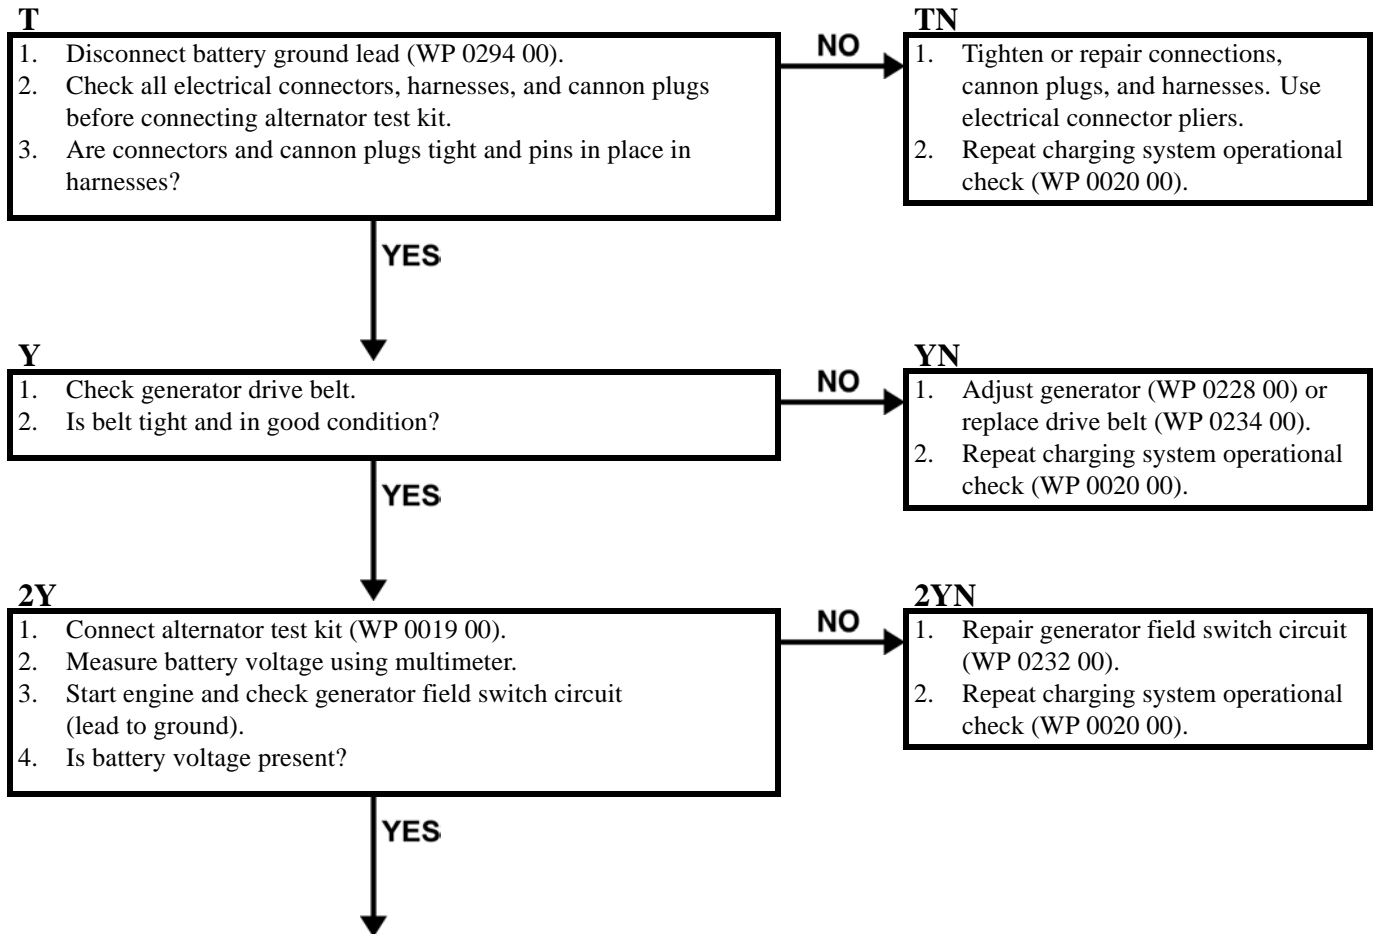 T
1. Disconnect battery ground lead (WP 0294 00).
2. Check all electrical connectors, harnesses, and cannon plugs
before connecting alternator test kit.
3. Are connectors and cannon plugs tight and pins in place in
harnesses?
NO
TN
1. Tighten or repair connections,
cannon plugs, and harnesses. Use
electrical connector pliers.
2. Repeat charging system operational
check (WP 0020 00).
YES
Y
1. Check generator drive belt.
2. Is belt tight and in good condition?
NO
YN
1. Adjust generator (WP 0228 00) or
replace drive belt (WP 0234 00).
2. Repeat charging system operational
check (WP 0020 00).
YES
2Y
1. Connect alternator test kit (WP 0019 00).
2. Measure battery voltage using multimeter.
3. Start engine and check generator field switch circuit
(lead to ground).
4. Is battery voltage present?
NO
2YN
1. Repair generator field switch circuit
(WP 0232 00).
2. Repeat charging system operational
check (WP 0020 00).
YES